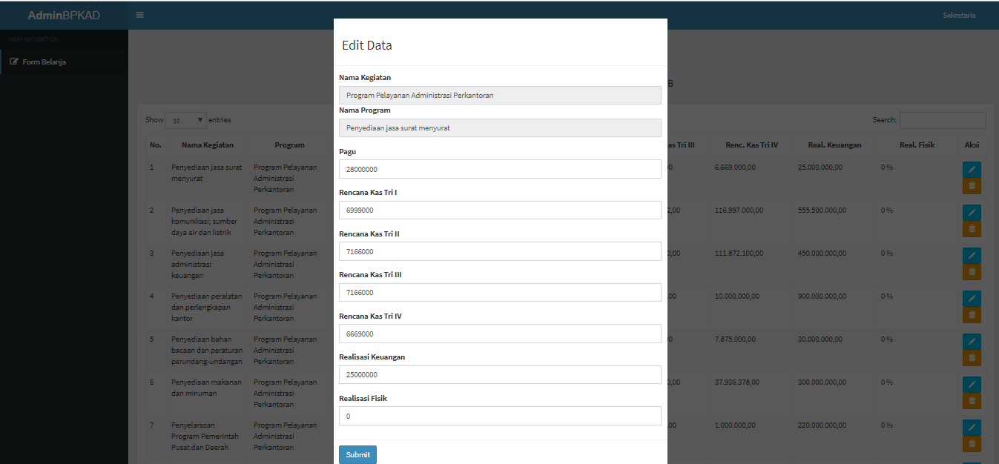 AdminBPKAD
Sekretaris
MAIN NAVIGATION
Form Belanja
B
Show 10 entries
Search:
No. Nama Kegiatan Program as Tri III Renc. Kas Tri IV Real. Keuangan Real. Fisik Aksi
1 Penyediaan jasa surat Program Pelayanan 0 6.669.000,00 25.000.000,00 0 %
menyurat Administrasi
Perkantoran
2 Penyediaan jasa Program Pelayanan 2,00 116.997.000,00 555.500.000,00 0 %
komunikasi; sumber Administrasi
daya air dan listrik Perkantoran
3 Penyediaan jasa Program Pelayanan 0,00 111.872.100,00 450.000.000,00 0 %
administrasi Administrasi
keuangan Perkantoran
4 Penyediaan peralatan Program Pelayanan ,00 10.000.000,00 900.000.000,00 0 %
dan perlengkapan Administrasi
kantor Perkantoran
5 Penyediaan bahan Program Pelayanan 0 7.875.000,00 30.000.000,00 0 %
bacaan dan peraturan Administrasi
perundang-undangan Perkantoran
6 Penyediaan makanan Program Pelayanan 0,00 37.936.378,00 300.000.000,00 0 %
dan minuman Administrasi
Perkantoran
7 Penyelarasan Program Pelayanan ,00 1.000.000,00 220.000.000,00 0 %
Program Pemerintah Administrasi
Pusat dan Daerah Perkantoran
Edit Data
Nama Kegiatan
Program Pelayanan Administrasi Perkantoran
Nama Program
Penyediaan jasa surat menyurat
Pagu
28000000
Rencana Kas Tri I
6999000
Rencana Kas Tri II
7166000
Rencana Kas Tri III
7166000
Rencana Kas Tri IV
6669000
Realisasi Keuangan
25000000
Realisasi Fisik
0
Submit